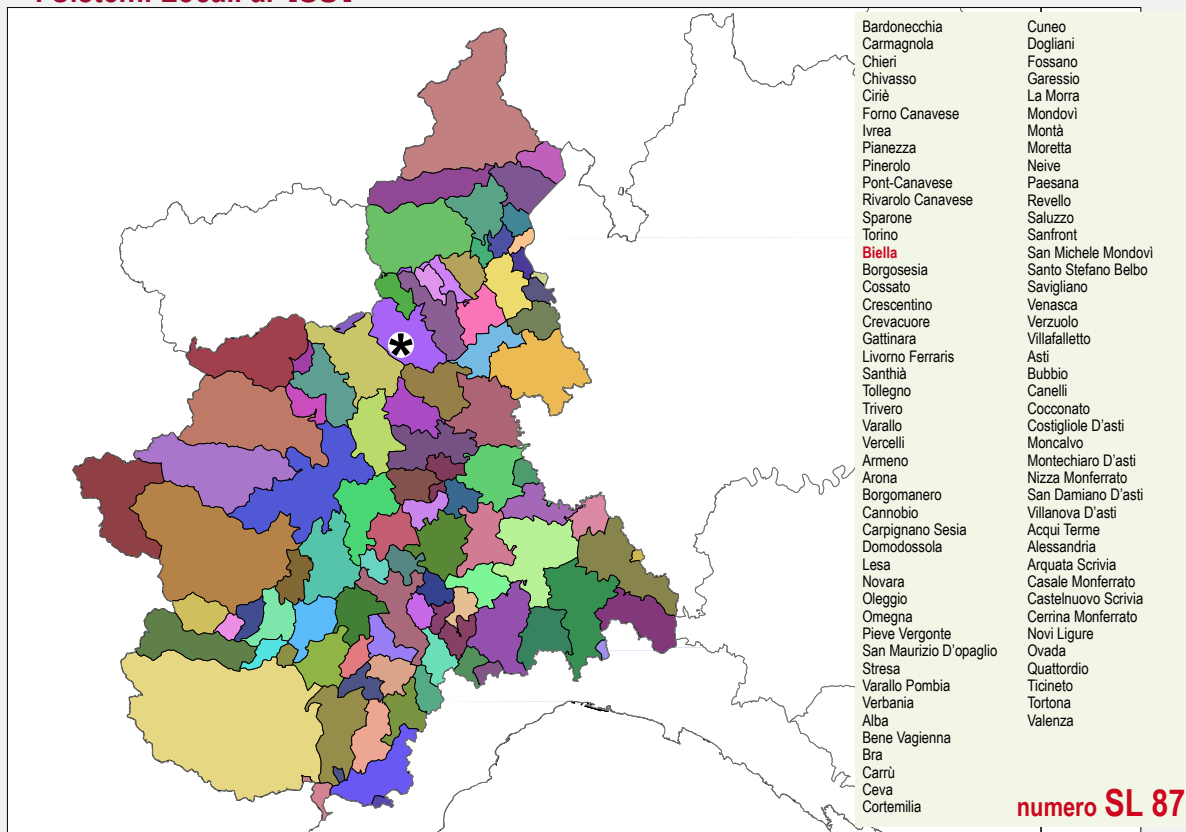 I Sistemi Locali al
Bardonecchia
Carmagnola
Chieri
Chivasso
Ciriè
Forno Canavese
Ivrea
Pianezza
Pinerolo
Pont-Canavese
Rivarolo Canavese
Sparone
Torino
Biella
Borgosesia
Cossato
Crescentino
Crevacuore
Gattinara
Livorno Ferraris
Santhià
Tollegno
Trivero
Varallo
Vercelli
Armeno
Arona
Borgomanero
Cannobio
Carpignano Sesia
Domodossola
Lesa
Novara
Oleggio
Omegna
Pieve Vergonte
San Maurizio D'opaglio
Stresa
Varallo Pombia
Verbania
Alba
Bene Vagienna
Bra
Carrù
Ceva
Cortemilia
Cuneo
Dogliani
Fossano
Garessio
La Morra
Mondovì
Montà
Moretta
Neive
Paesana
Revello
Saluzzo
Sanfront
San Michele Mondovì
Santo Stefano Belbo
Savigliano
Venasca
Verzuolo
Villafalletto
Asti
Bubbio
Canelli
Cocconato
Costigliole D'asti
Moncalvo
Montechiaro D'asti
Nizza Monferrato
San Damiano D'asti
Villanova D'asti
Acqui Terme
Alessandria
Arquata Scrivia
Casale Monferrato
Castelnuovo Scrivia
Cerrina Monferrato
Novi Ligure
Ovada
Quattordio
Ticineto
Tortona
Valenza
numero SL 87